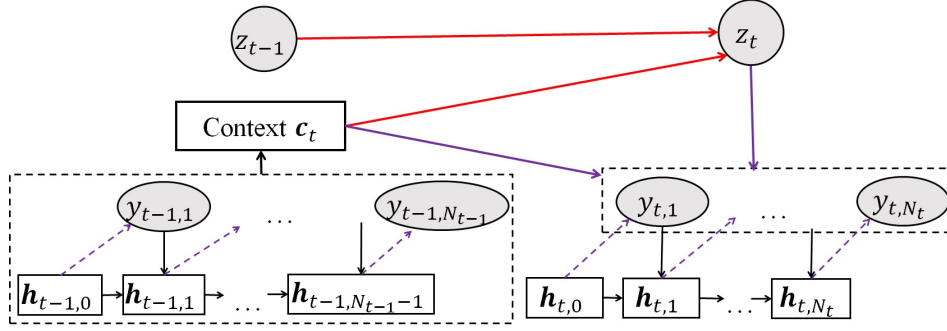 z_{t−1}
z_t
Context c_t
y_{t−1,1} ... y_{t−1,N_{t−1}}
y_{t,1} ... y_{t,N_t}
h_{t−1,0} h_{t−1,1} ... h_{t−1,N_{t−1}−1}
h_{t,0} h_{t,1} ... h_{t,N_t}